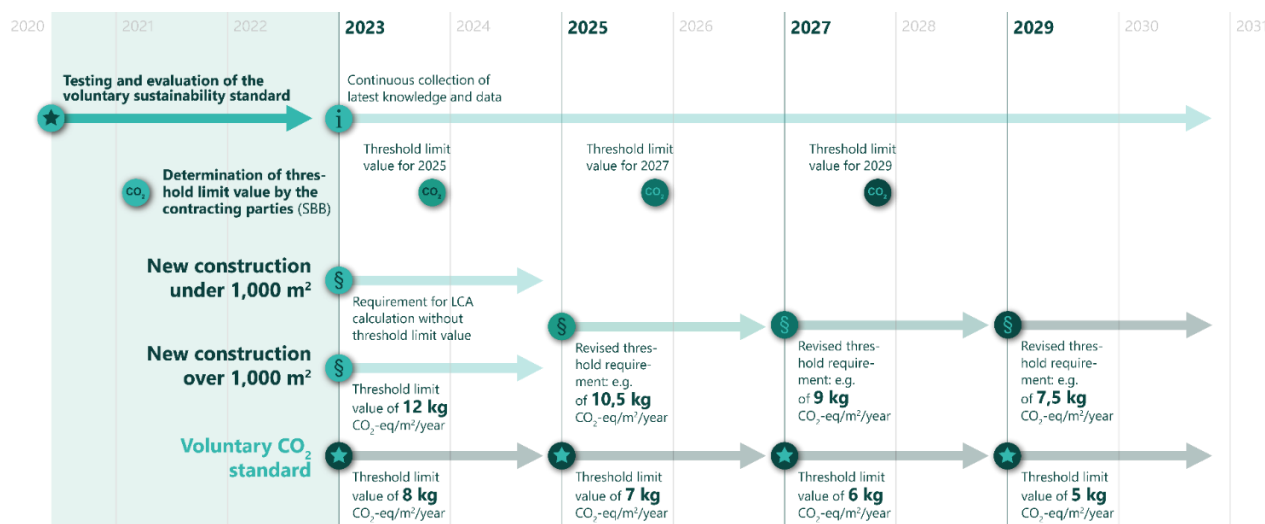 2020 2021 2022 2023 2024 2025 2026 2027 2028 2029 2030 2031
Testing and evaluation of the
voluntary sustainability standard
Continuous collection of
latest knowledge and data
i
Threshold limit
value for 2025
Threshold limit
value for 2027
Threshold limit
value for 2029
CO₂
Determination of thres-
hold limit value by the
contracting parties (SBB)
CO₂
CO₂
CO₂
New construction
under 1,000 m²
§
Requirement for LCA
calculation without
threshold limit value
New construction
over 1,000 m²
§
Threshold limit
value of 12 kg
CO₂-eq/m²/year
§
Revised thres-
hold require-
ment: e.g.
of 10,5 kg
CO₂-eq/m²/year
§
Revised thres-
hold require-
ment: e.g.
of 9 kg
CO₂-eq/m²/year
§
Revised thres-
hold require-
ment: e.g.
of 7,5 kg
CO₂-eq/m²/year
Voluntary CO₂
standard
Threshold limit
value of 8 kg
CO₂-eq/m²/year
Threshold limit
value of 7 kg
CO₂-eq/m²/year
Threshold limit
value of 6 kg
CO₂-eq/m²/year
Threshold limit
value of 5 kg
CO₂-eq/m²/year